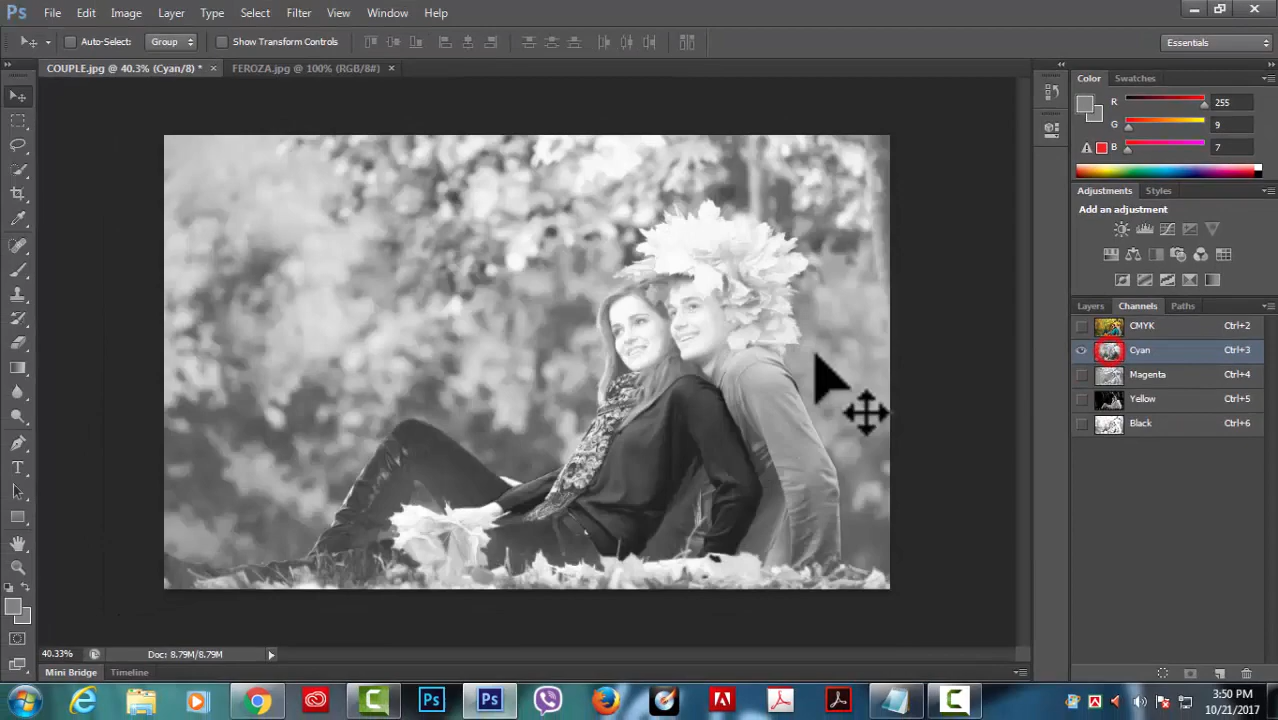 Ps File Edit Image Layer Type Select Filter View Window Help
Auto-Select: Group Show Transform Controls Essentials
COUPLE.jpg @ 40.3% (Cyan/8) * × FEROZA.jpg @ 100% (RGB/8#) ×
Color Swatches
R 255
G 9
B 7
Adjustments Styles
Add an adjustment
Layers Channels Paths
CMYK Ctrl+2
Cyan Ctrl+3
Magenta Ctrl+4
Yellow Ctrl+5
Black Ctrl+6
T
40.33% Doc: 8.79M/8.79M
Mini Bridge Timeline
Ps Ps
3:50 PM
10/21/2017